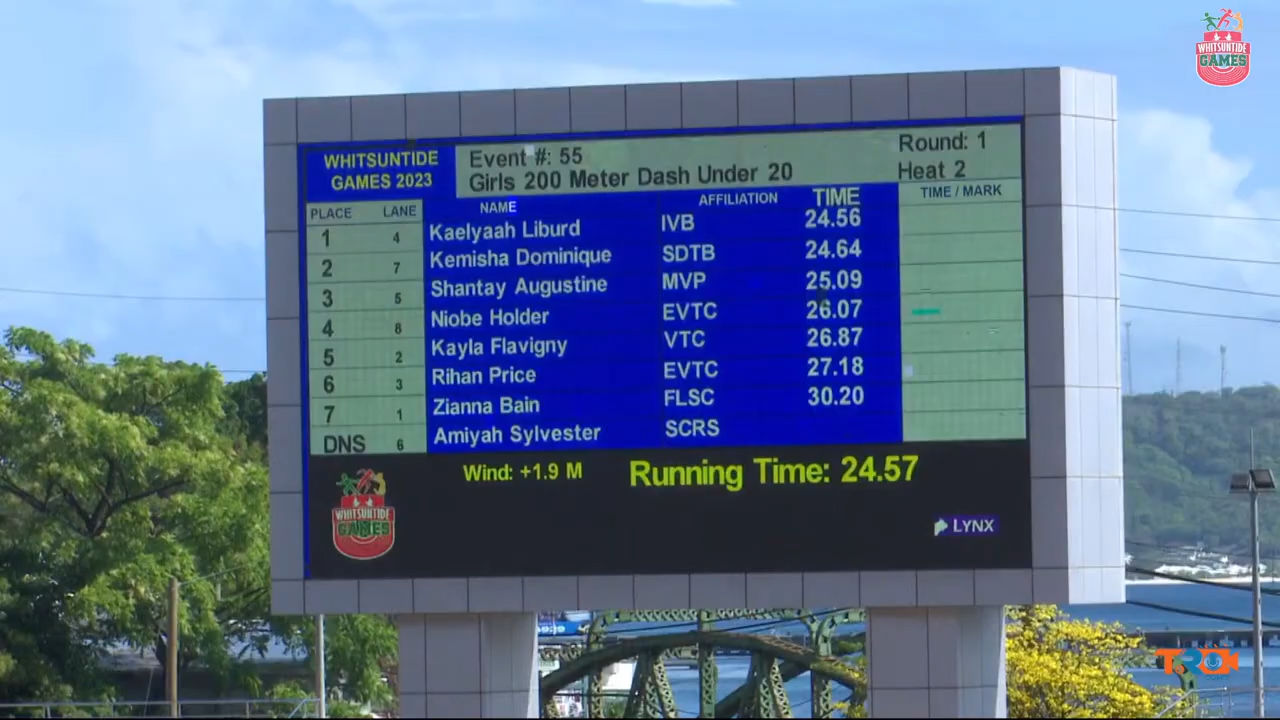 WHITSUNTIDE
GAMES
WHITSUNTIDE
GAMES 2023
Event #: 55
Girls 200 Meter Dash Under 20
Round: 1
Heat 2
PLACE LANE NAME AFFILIATION TIME TIME / MARK
1 4 Kaelyaah Liburd IVB 24.56
2 7 Kemisha Dominique SDTB 24.64
3 5 Shantay Augustine MVP 25.09
4 8 Niobe Holder EVTC 26.07
5 2 Kayla Flavigny VTC 26.87
6 3 Rihan Price EVTC 27.18
7 1 Zianna Bain FLSC 30.20
DNS 6 Amiyah Sylvester SCRS
Wind: +1.9 M Running Time: 24.57
WHITSUNTIDE
GAMES
LYNX